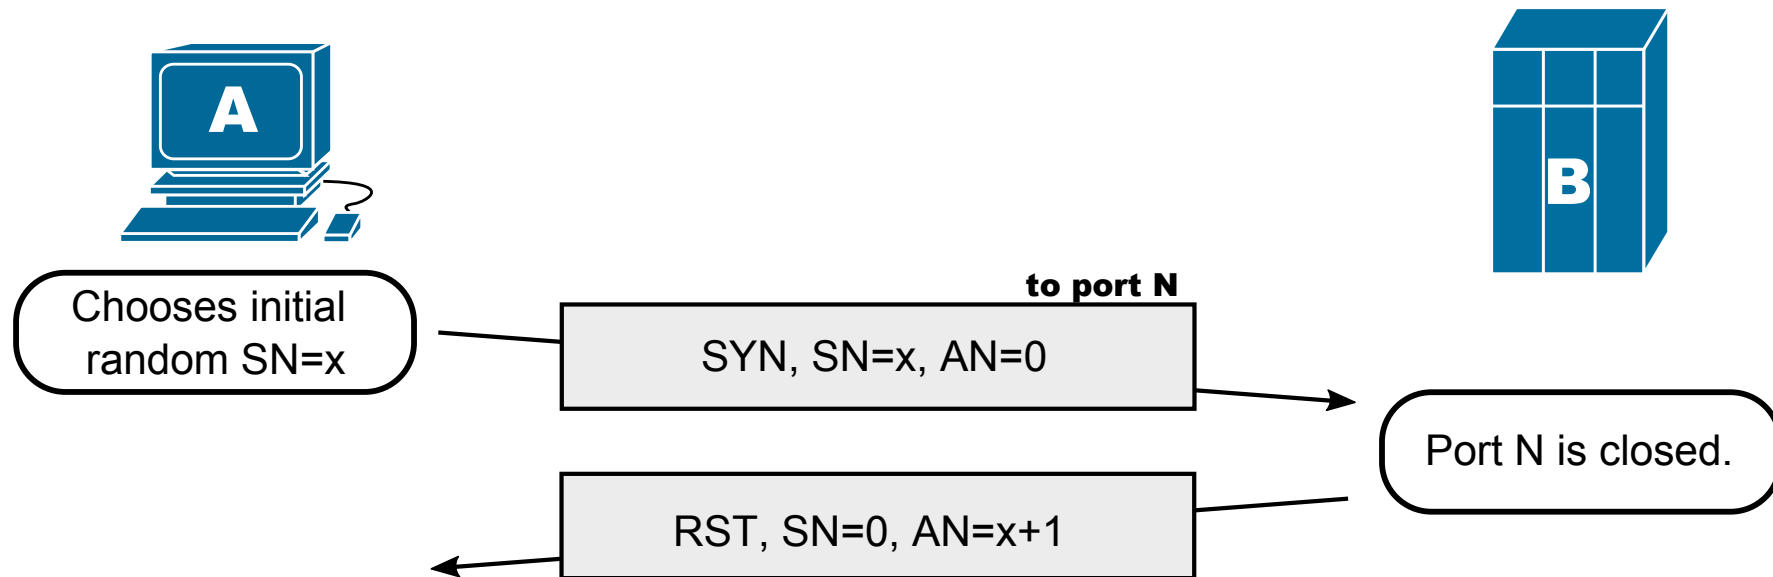 A
B
Chooses initial
random SN=x
to port N
SYN, SN=x, AN=0
Port N is closed.
RST, SN=0, AN=x+1